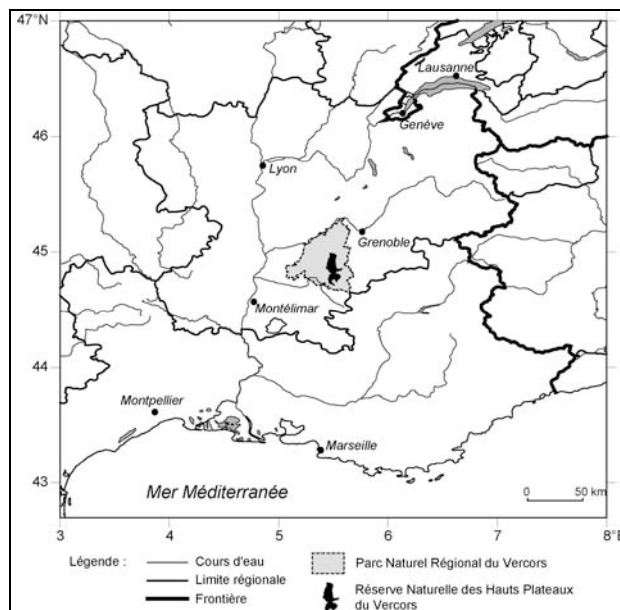 47°N
Lausanne
46
Genève
Lyon
Grenoble
45
Montélimar
44
Montpellier
Marseille
43
Mer Méditerranée
0 50 km
3 4 5 6 7 8°E
Légende :
Cours d'eau
Limite régionale
Frontière
Parc Naturel Régional du Vercors
Réserve Naturelle des Hauts Plateaux
du Vercors